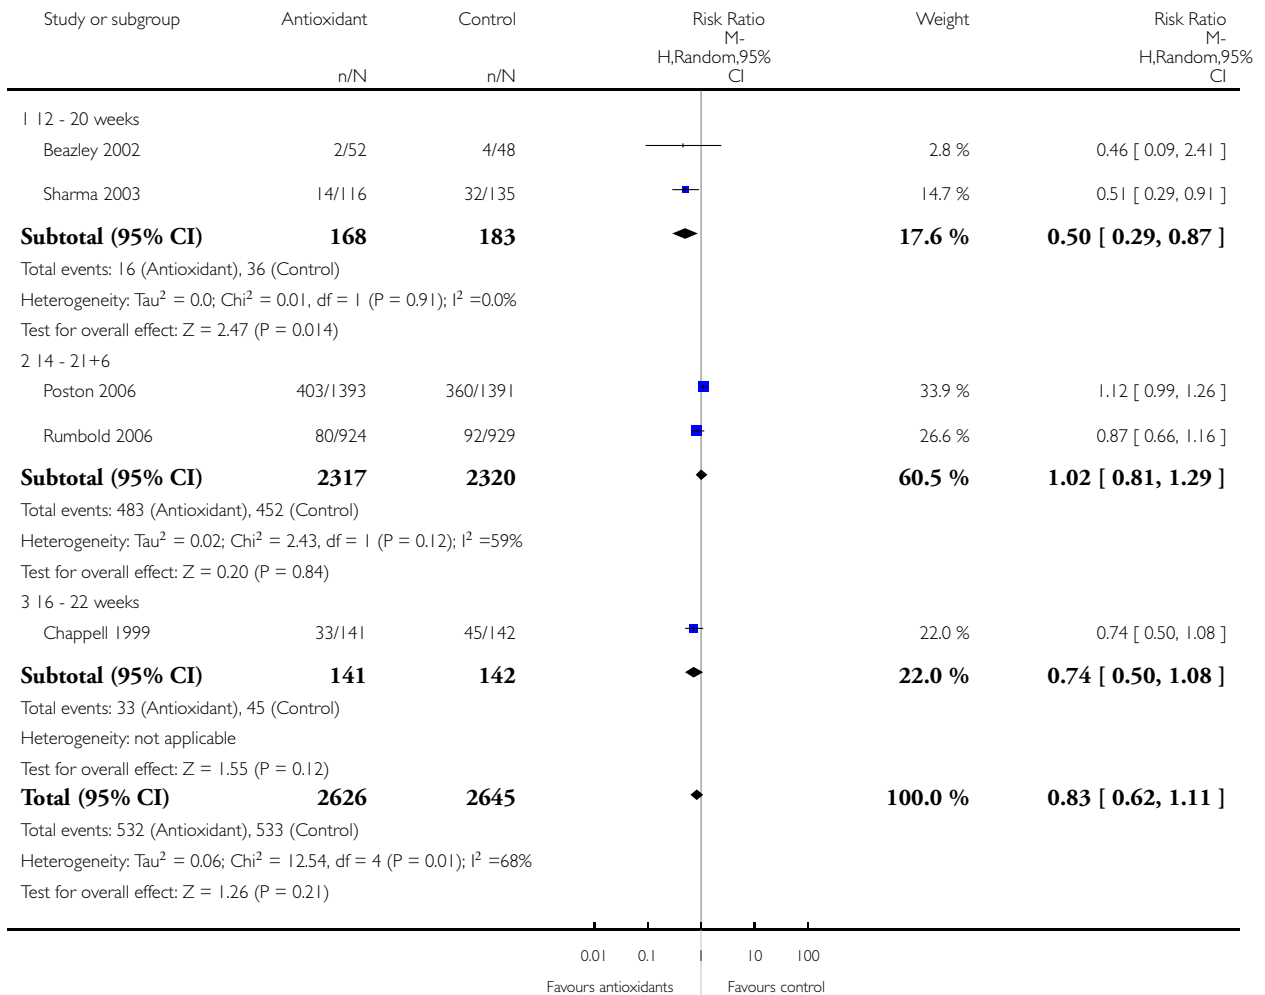 Study or subgroup Antioxidant Control Risk Ratio Weight Risk Ratio
M- M-
H,Random,95% H,Random,95%
n/N n/N CI CI
1 12 - 20 weeks
Beazley 2002 2/52 4/48 2.8 % 0.46 [ 0.09, 2.41 ]
Sharma 2003 14/116 32/135 14.7 % 0.51 [ 0.29, 0.91 ]
Subtotal (95% CI) 168 183 17.6 % 0.50 [ 0.29, 0.87 ]
Total events: 16 (Antioxidant), 36 (Control)
Heterogeneity: Tau² = 0.0; Chi² = 0.01, df = 1 (P = 0.91); I² =0.0%
Test for overall effect: Z = 2.47 (P = 0.014)
2 14 - 21+6
Poston 2006 403/1393 360/1391 33.9 % 1.12 [ 0.99, 1.26 ]
Rumbold 2006 80/924 92/929 26.6 % 0.87 [ 0.66, 1.16 ]
Subtotal (95% CI) 2317 2320 60.5 % 1.02 [ 0.81, 1.29 ]
Total events: 483 (Antioxidant), 452 (Control)
Heterogeneity: Tau² = 0.02; Chi² = 2.43, df = 1 (P = 0.12); I² =59%
Test for overall effect: Z = 0.20 (P = 0.84)
3 16 - 22 weeks
Chappell 1999 33/141 45/142 22.0 % 0.74 [ 0.50, 1.08 ]
Subtotal (95% CI) 141 142 22.0 % 0.74 [ 0.50, 1.08 ]
Total events: 33 (Antioxidant), 45 (Control)
Heterogeneity: not applicable
Test for overall effect: Z = 1.55 (P = 0.12)
Total (95% CI) 2626 2645 100.0 % 0.83 [ 0.62, 1.11 ]
Total events: 532 (Antioxidant), 533 (Control)
Heterogeneity: Tau² = 0.06; Chi² = 12.54, df = 4 (P = 0.01); I² =68%
Test for overall effect: Z = 1.26 (P = 0.21)
0.01 0.1 1 10 100
Favours antioxidants Favours control